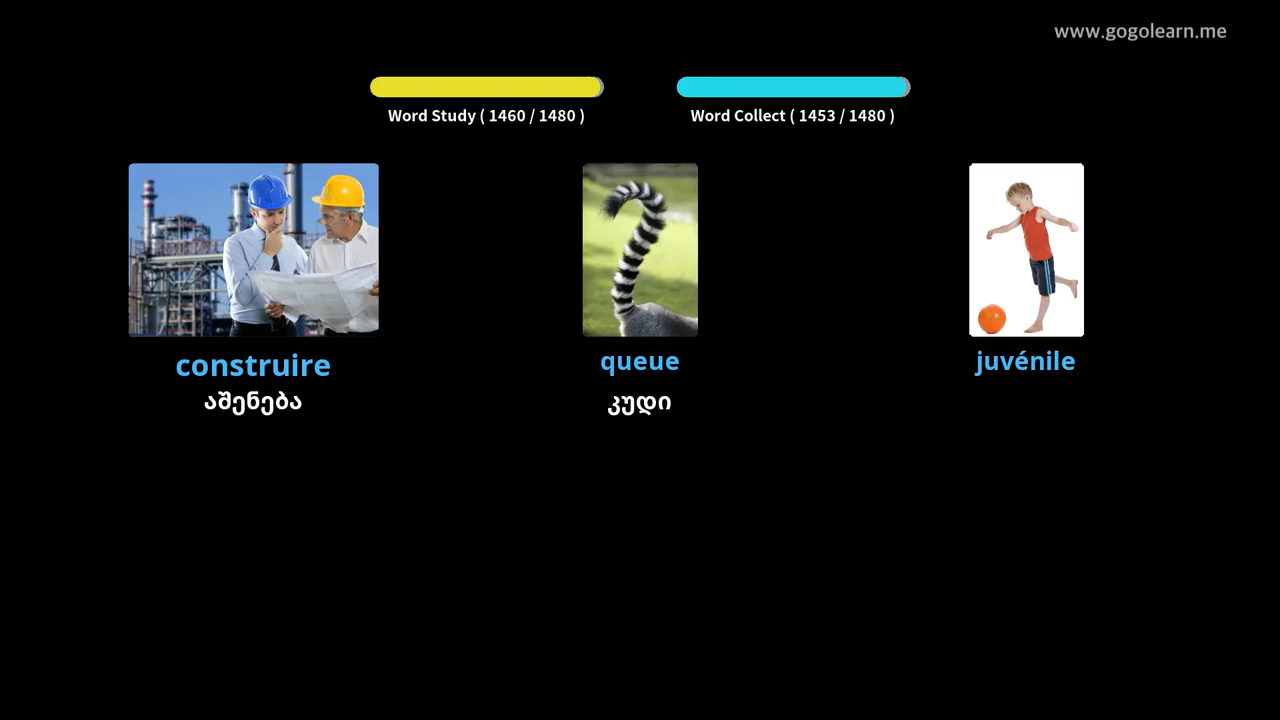 www.gogolearn.me
Word Study ( 1460 / 1480 )
Word Collect ( 1453 / 1480 )
construire
აშენება
queue
კუდი
juvénile